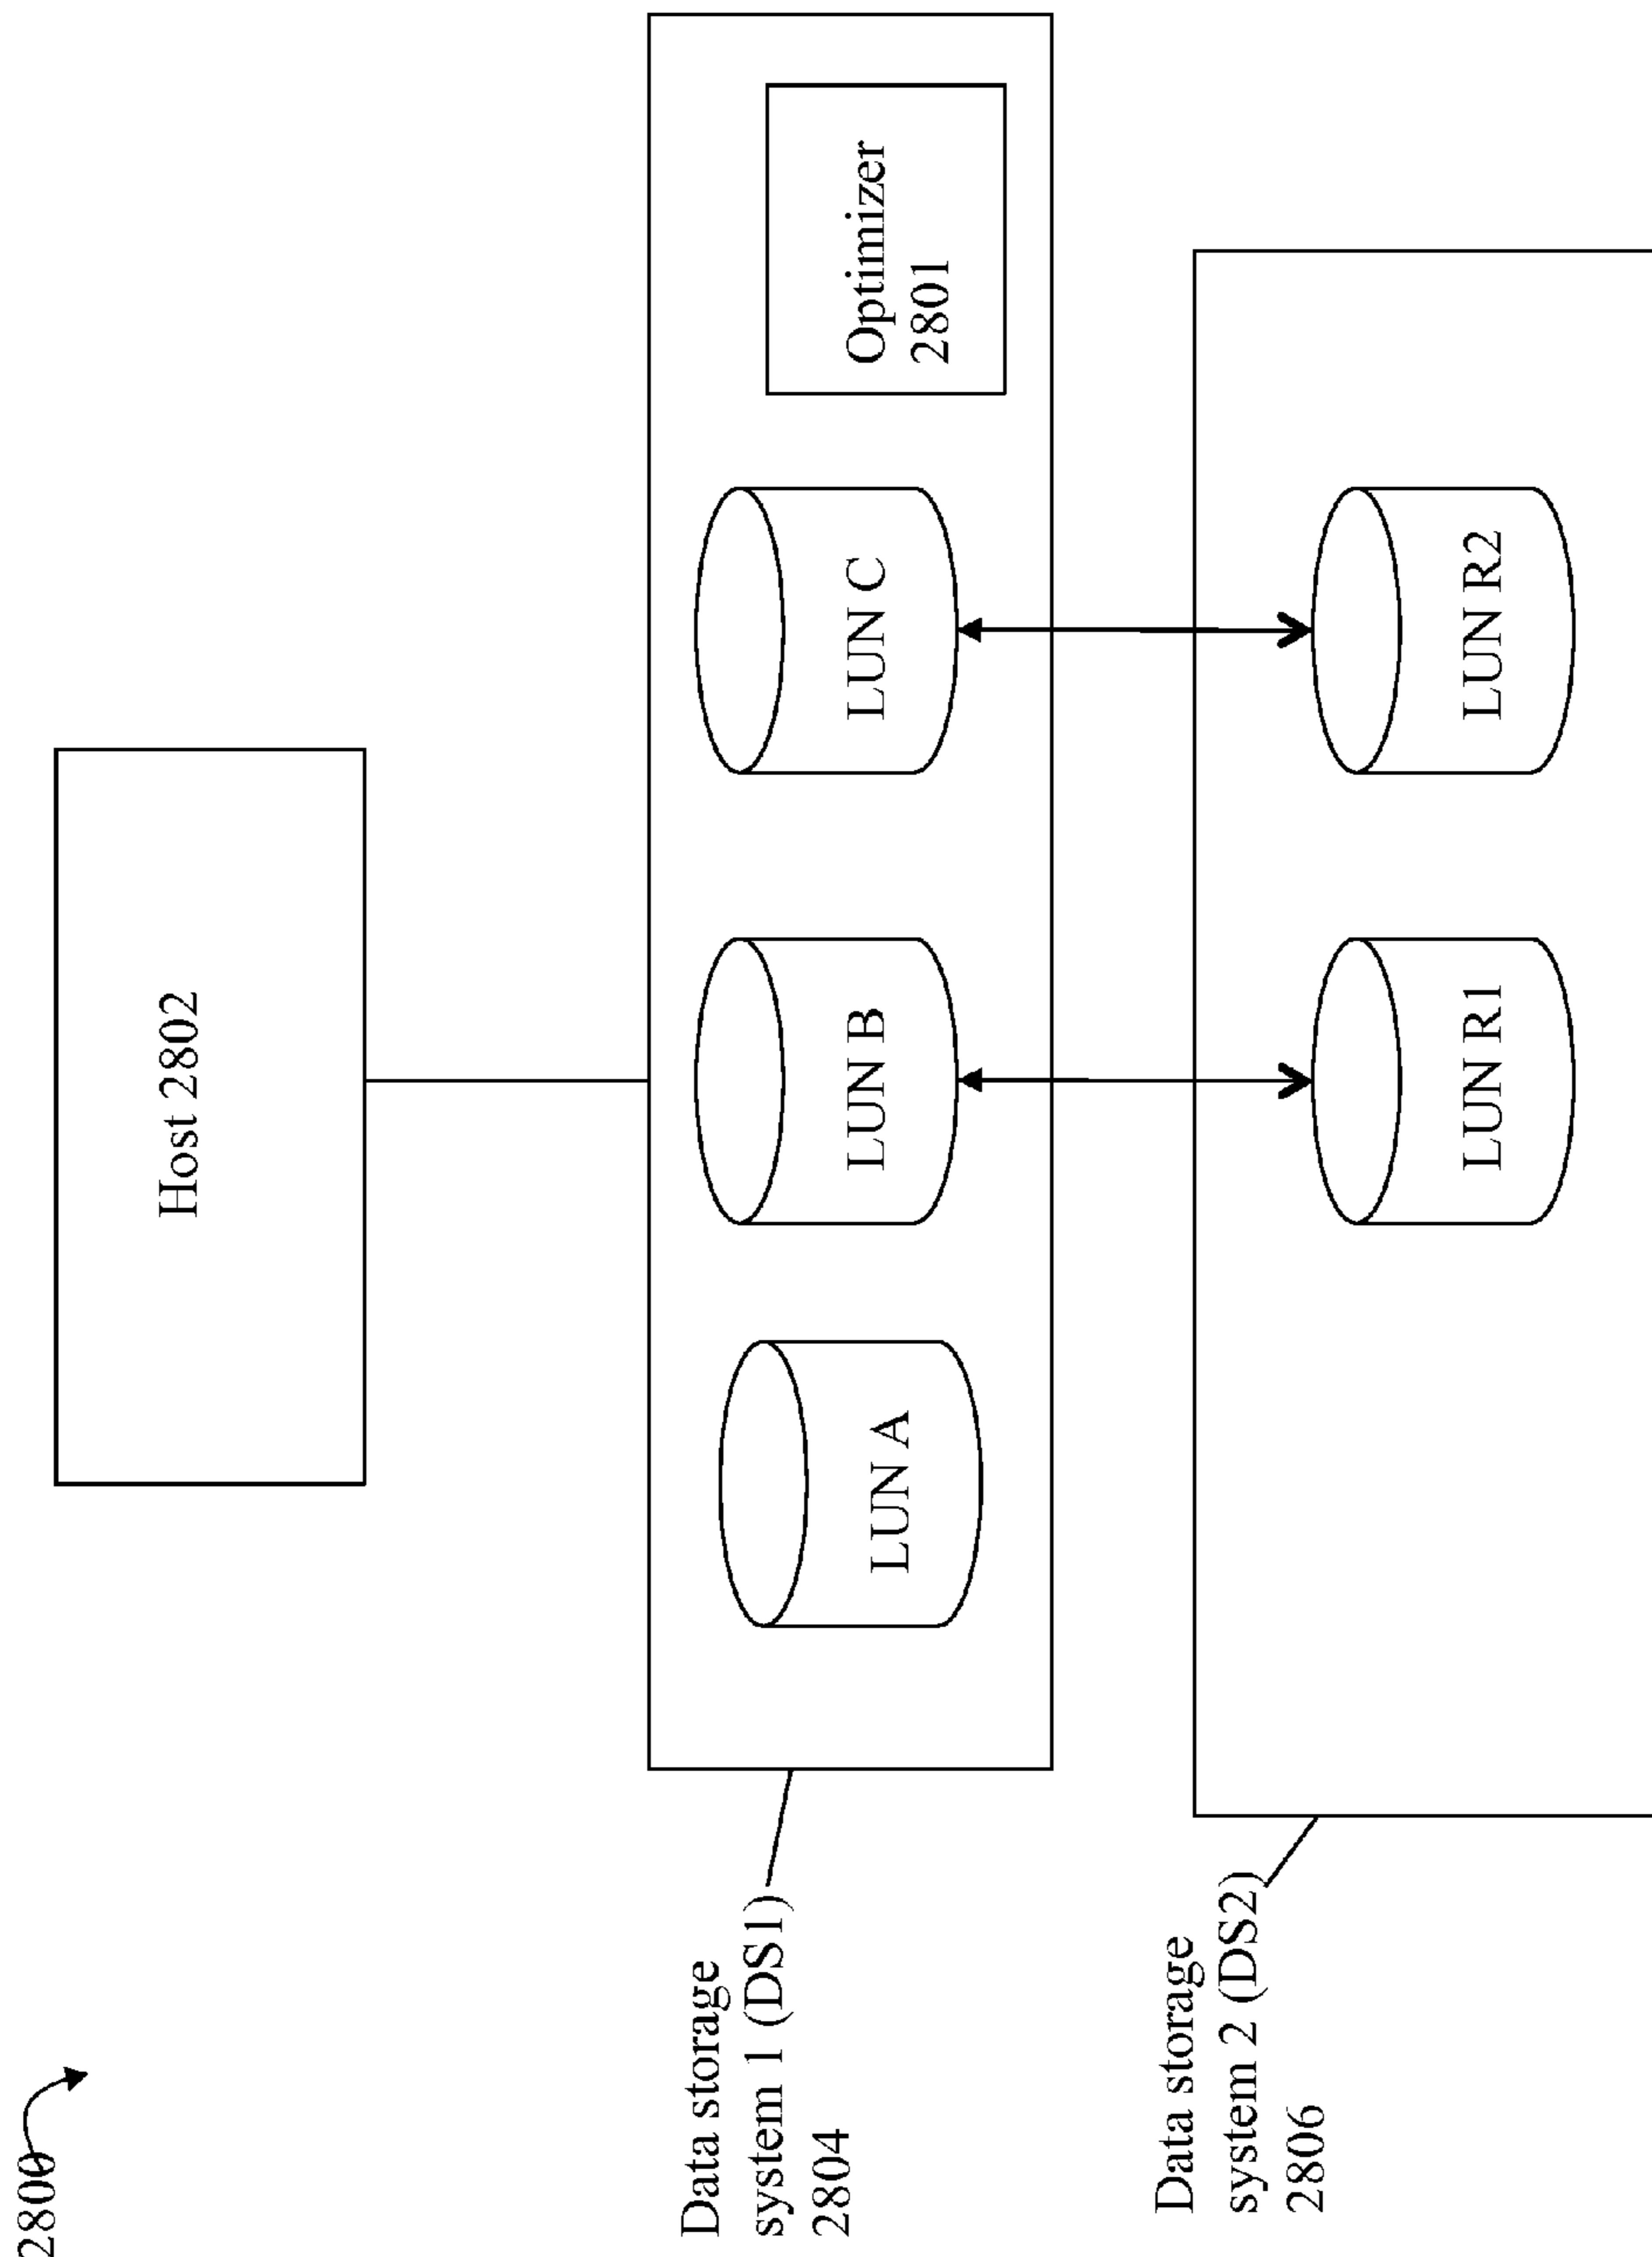 2800
Host 2802
Data storage
system 1 (DS1)
2804
LUN A
LUN B
LUN C
Optimizer
2801
Data storage
system 2 (DS2)
2806
LUN R1
LUN R2